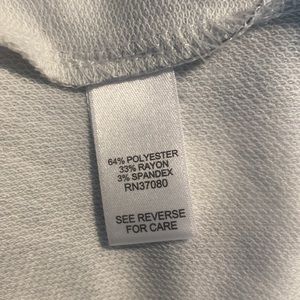 64% POLYESTER
33% RAYON
3% SPANDEX
RN37080
SEE REVERSE
FOR CARE